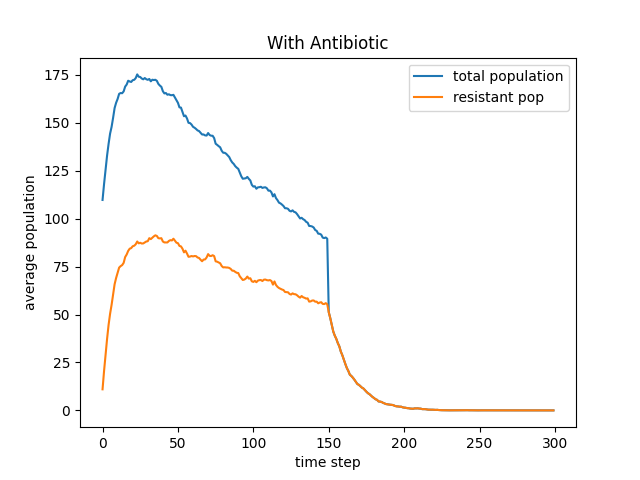 With Antibiotic
total population
resistant pop
average population
175
150
125
100
75
50
25
0
0 50 100 150 200 250 300
time step